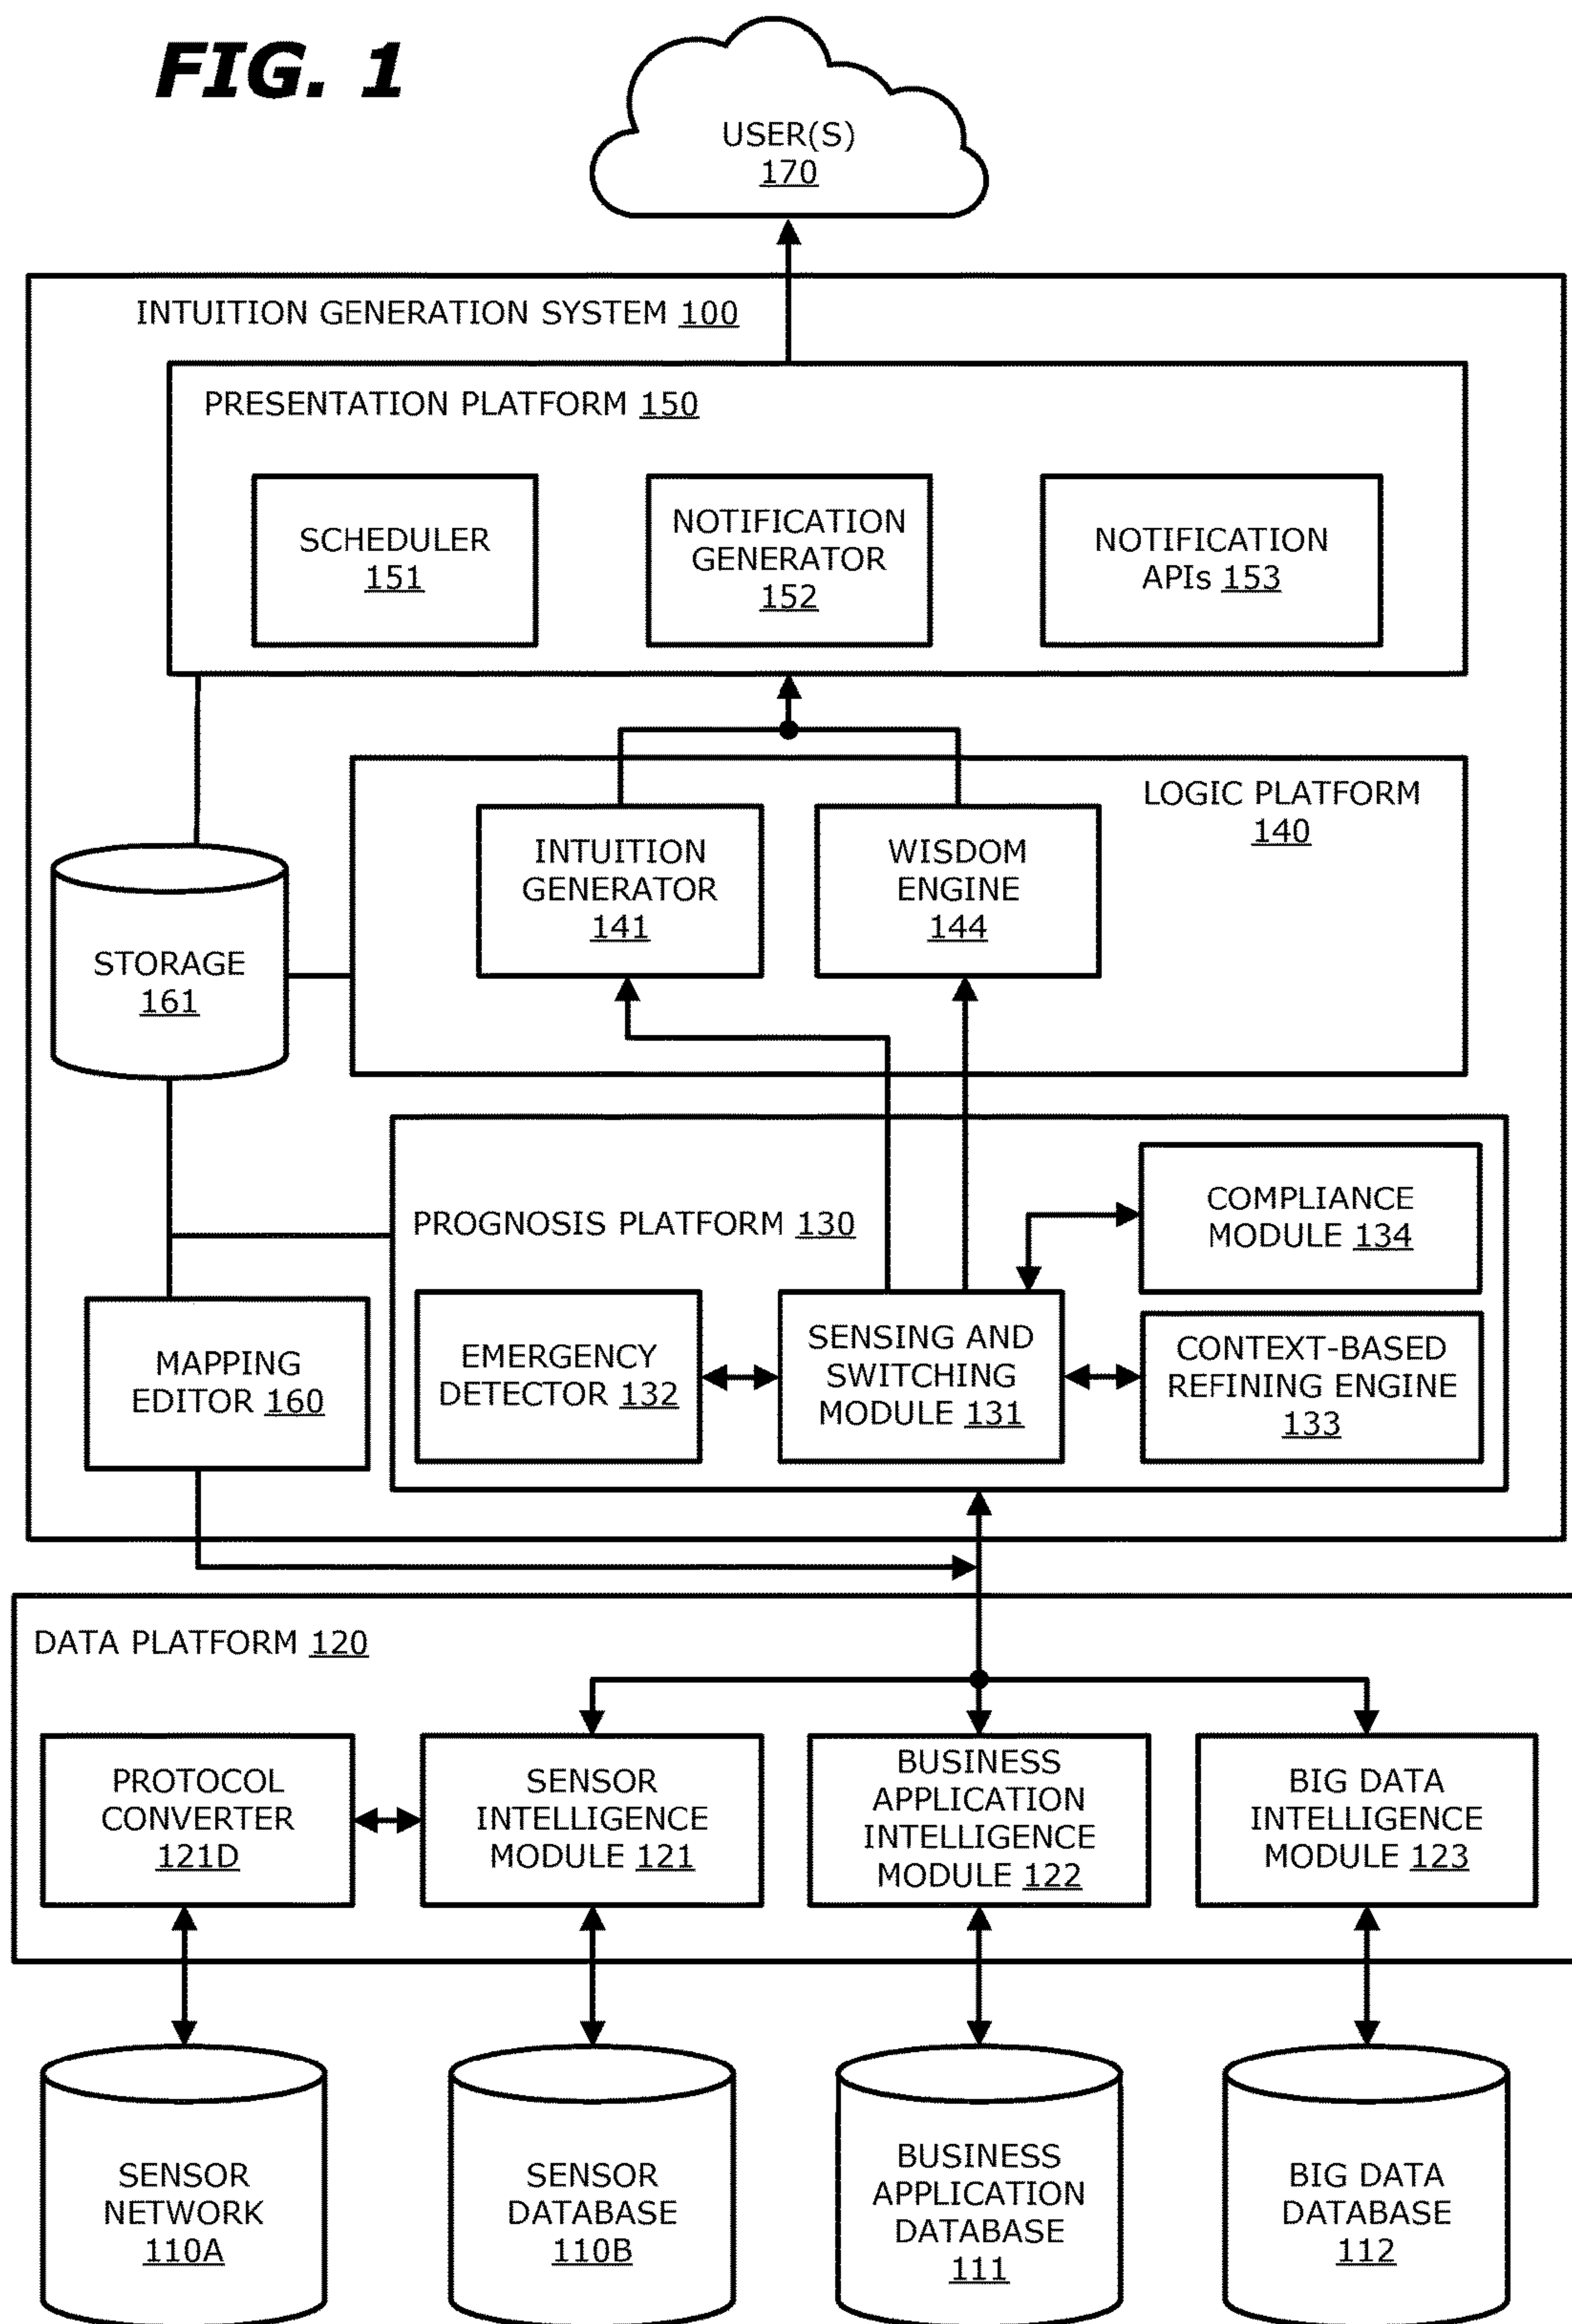 FIG. 1
USER(S)
170
INTUITION GENERATION SYSTEM 100
PRESENTATION PLATFORM 150
SCHEDULER
151
NOTIFICATION
GENERATOR
152
NOTIFICATION
APIs 153
LOGIC PLATFORM
140
INTUITION
GENERATOR
141
WISDOM
ENGINE
144
STORAGE
161
PROGNOSIS PLATFORM 130
COMPLIANCE
MODULE 134
MAPPING
EDITOR 160
EMERGENCY
DETECTOR 132
SENSING AND
SWITCHING
MODULE 131
CONTEXT-BASED
REFINING ENGINE
133
DATA PLATFORM 120
PROTOCOL
CONVERTER
121D
SENSOR
INTELLIGENCE
MODULE 121
BUSINESS
APPLICATION
INTELLIGENCE
MODULE 122
BIG DATA
INTELLIGENCE
MODULE 123
SENSOR
NETWORK
110A
SENSOR
DATABASE
110B
BUSINESS
APPLICATION
DATABASE
111
BIG DATA
DATABASE
112